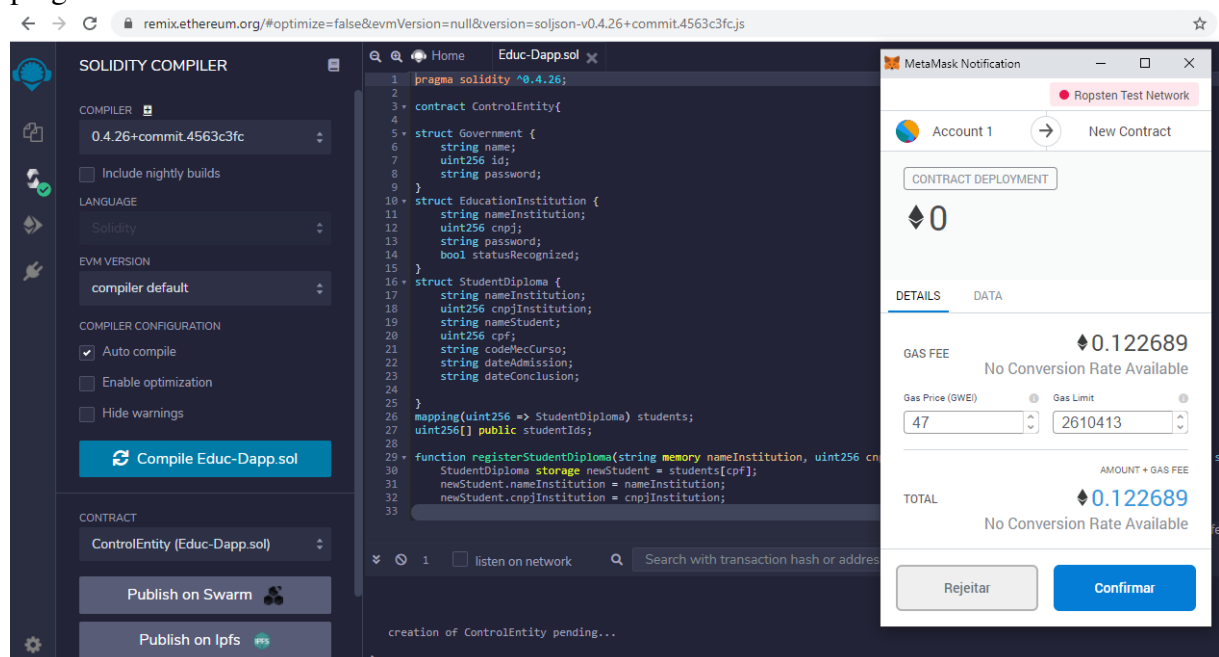 remix.ethereum.org/#optimize=false&evmVersion=null&version=soljson-v0.4.26+commit.4563c3fc.js
SOLIDITY COMPILER
COMPILER
0.4.26+commit.4563c3fc
Include nightly builds
LANGUAGE
Solidity
EVM VERSION
compiler default
COMPILER CONFIGURATION
Auto compile
Enable optimization
Hide warnings
Compile Educ-Dapp.sol
CONTRACT
ControlEntity (Educ-Dapp.sol)
Publish on Swarm
Publish on Ipfs
IPFS
Home Educ-Dapp.sol
1 pragma solidity ^0.4.26;
2
3 contract ControlEntity{
4
5 struct Government {
6 string name;
7 uint256 id;
8 string password;
9 }
10 struct EducationInstitution {
11 string nameInstitution;
12 uint256 cnpj;
13 string password;
14 bool statusRecognized;
15 }
16 struct StudentDiploma {
17 string nameInstitution;
18 uint256 cnpjInstitution;
19 string nameStudent;
20 uint256 cpf;
21 string codeMecCurso;
22 string dateAdmission;
23 string dateConclusion;
24
25 }
26 mapping(uint256 => StudentDiploma) students;
27 uint256[] public studentIds;
28
29 function registerStudentDiploma(string memory nameInstitution, uint256 cn
30 StudentDiploma storage newStudent = students[cpf];
31 newStudent.nameInstitution = nameInstitution;
32 newStudent.cnpjInstitution = cnpjInstitution;
33
1 listen on network Search with transaction hash or addres
creation of ControlEntity pending...
MetaMask Notification
Ropsten Test Network
Account 1 New Contract
CONTRACT DEPLOYMENT
0
DETAILS DATA
GAS FEE 0.122689
No Conversion Rate Available
Gas Price (GWEI) Gas Limit
47 2610413
AMOUNT + GAS FEE
TOTAL 0.122689
No Conversion Rate Available
Rejeitar Confirmar